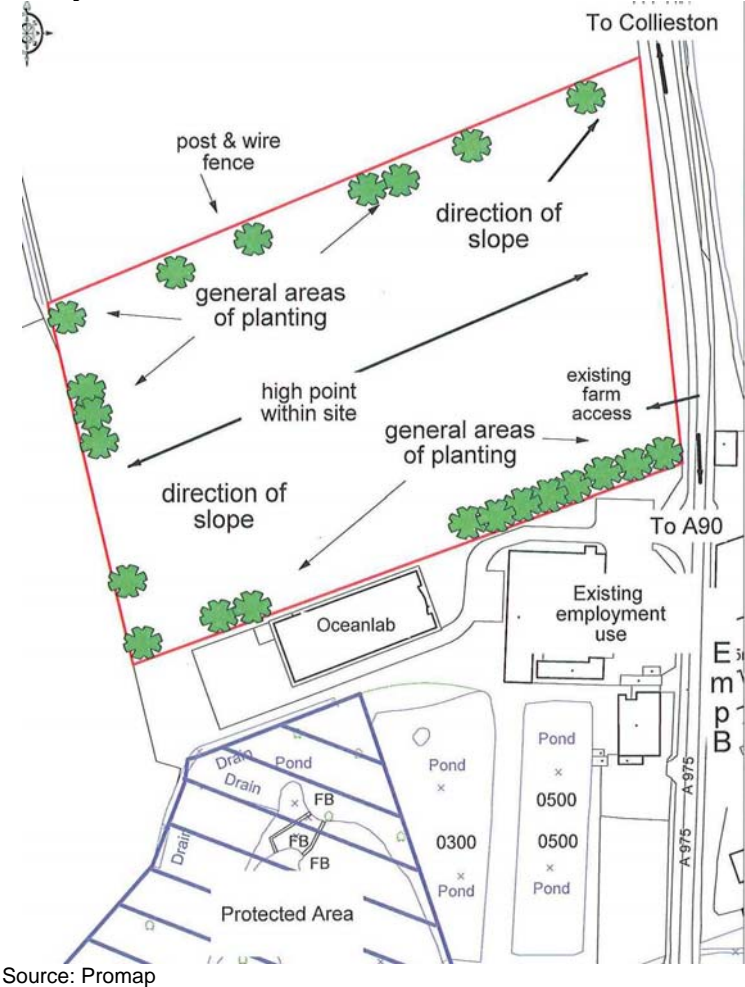 To Collieston
post & wire
fence
direction of
slope
general areas
of planting
high point
within site
existing
farm
access
general areas
of planting
direction of
slope
To A90
Oceanlab
Existing
employment
use
E
m
p
B
Drain
Pond
Drain
Drain
FB
FB
FB
Pond
0300
Pond
Pond
0500
0500
Pond
A 975
A 975
Protected Area
Source: Promap